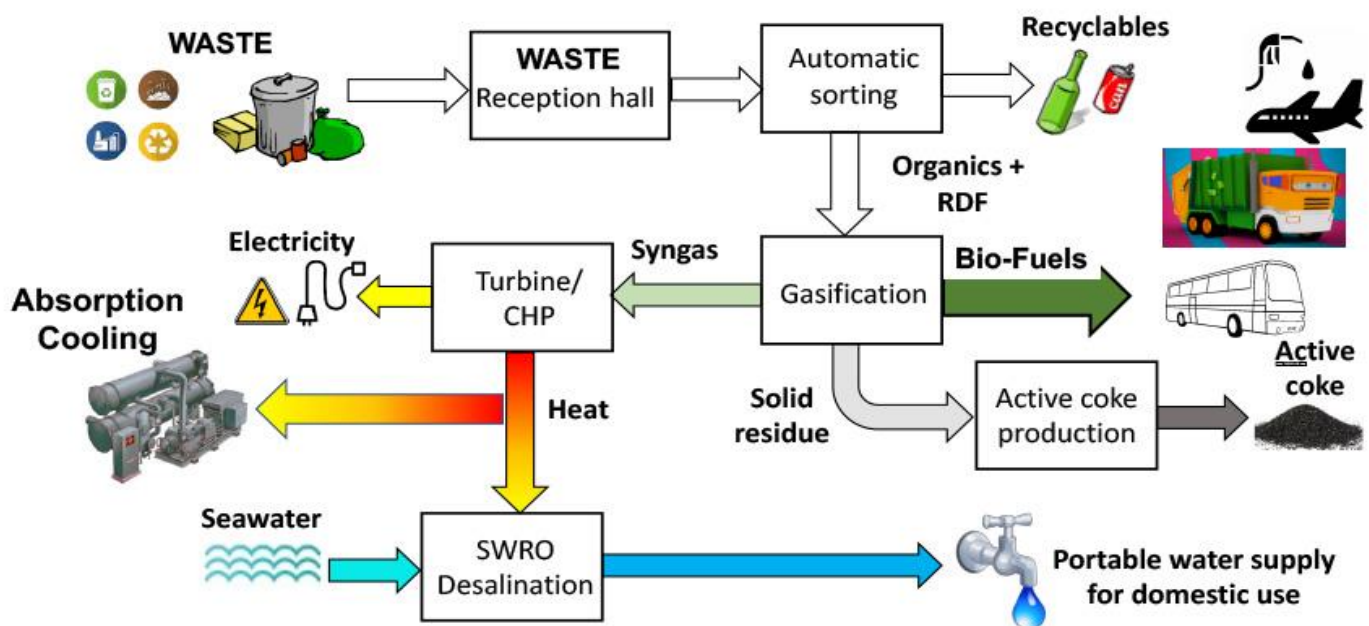 WASTE
WASTE
Reception hall
Automatic
sorting
Recyclables
can
Organics +
RDF
Electricity
Turbine/
CHP
Syngas
Gasification
Bio-Fuels
Absorption
Cooling
Heat
Solid
residue
Active coke
production
Active
coke
Seawater
SWRO
Desalination
Portable water supply
for domestic use